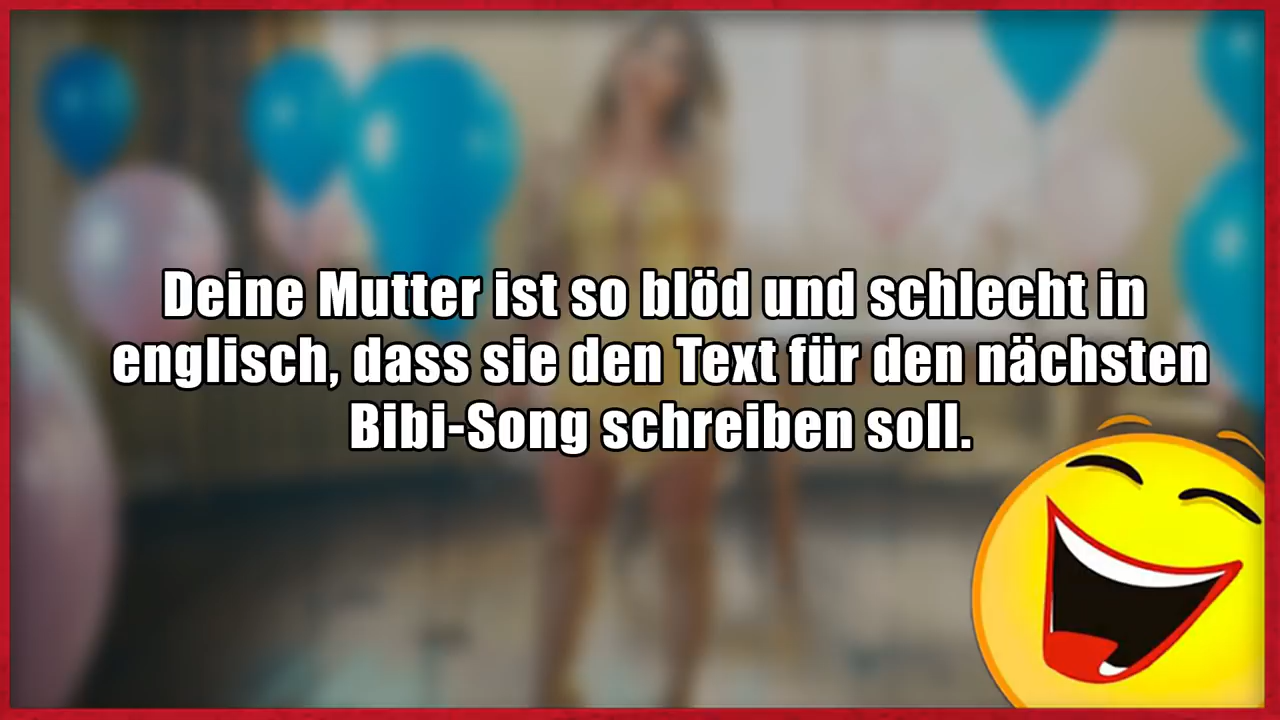 Deine Mutter ist so blöd und schlecht in
englisch, dass sie den Text für den nächsten
Bibi-Song schreiben soll.